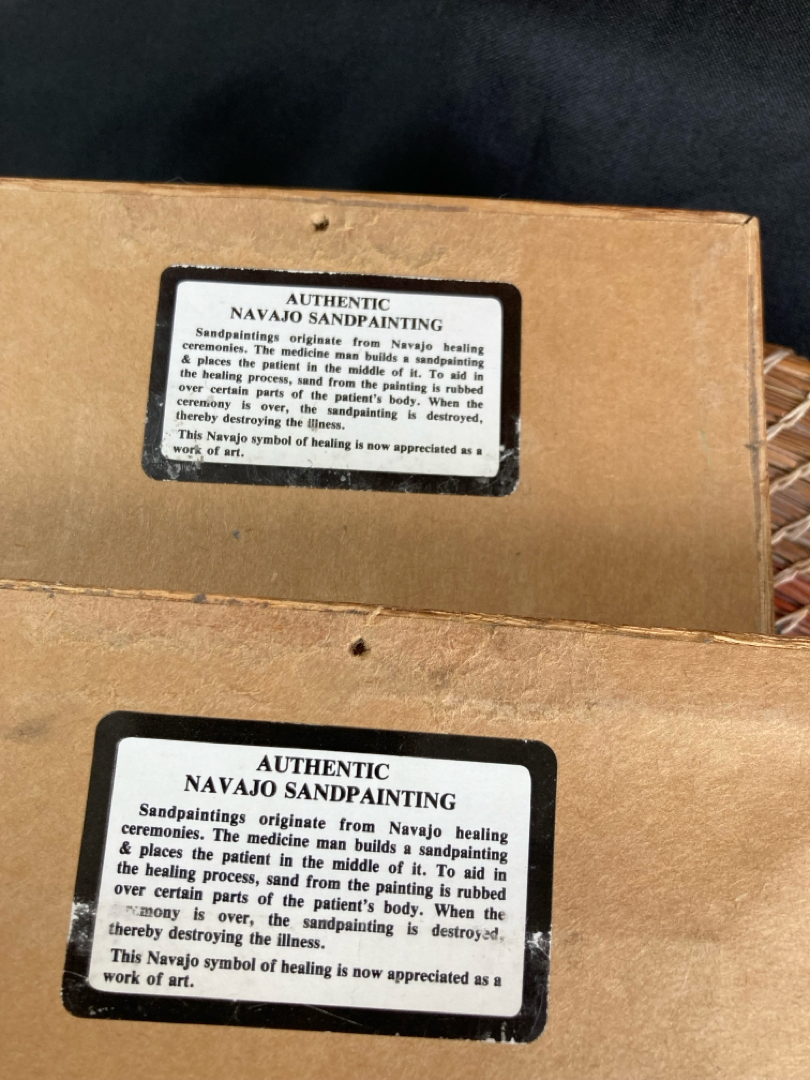 AUTHENTIC
NAVAJO SANDPAINTING
Sandpaintings originate from Navajo healing
ceremonies. The medicine man builds a sandpainting
& places the patient in the middle of it. To aid in
the healing process, sand from the painting is rubbed
over certain parts of the patient's body. When the
ceremony is over, the sandpainting is destroyed,
thereby destroying the illness.
This Navajo symbol of healing is now appreciated as a
work of art.
AUTHENTIC
NAVAJO SANDPAINTING
Sandpaintings originate from Navajo healing
ceremonies. The medicine man builds a sandpainting
& places the patient in the middle of it. To aid in
the healing process, sand from the painting is rubbed
over certain parts of the patient's body. When the
ceremony is over, the sandpainting is destroyed,
thereby destroying the illness.
This Navajo symbol of healing is now appreciated as a
work of art.